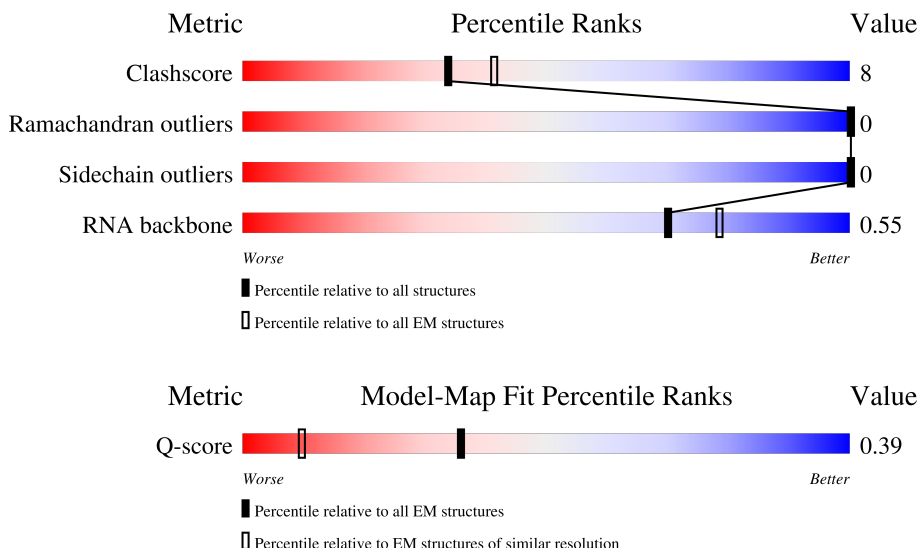 Metric Percentile Ranks Value
Clashscore 8
Ramachandran outliers 0
Sidechain outliers 0
RNA backbone 0.55
Worse Better
Percentile relative to all structures
Percentile relative to all EM structures
Metric Model-Map Fit Percentile Ranks Value
Q-score 0.39
Worse Better
Percentile relative to all EM structures
Percentile relative to EM structures of similar resolution